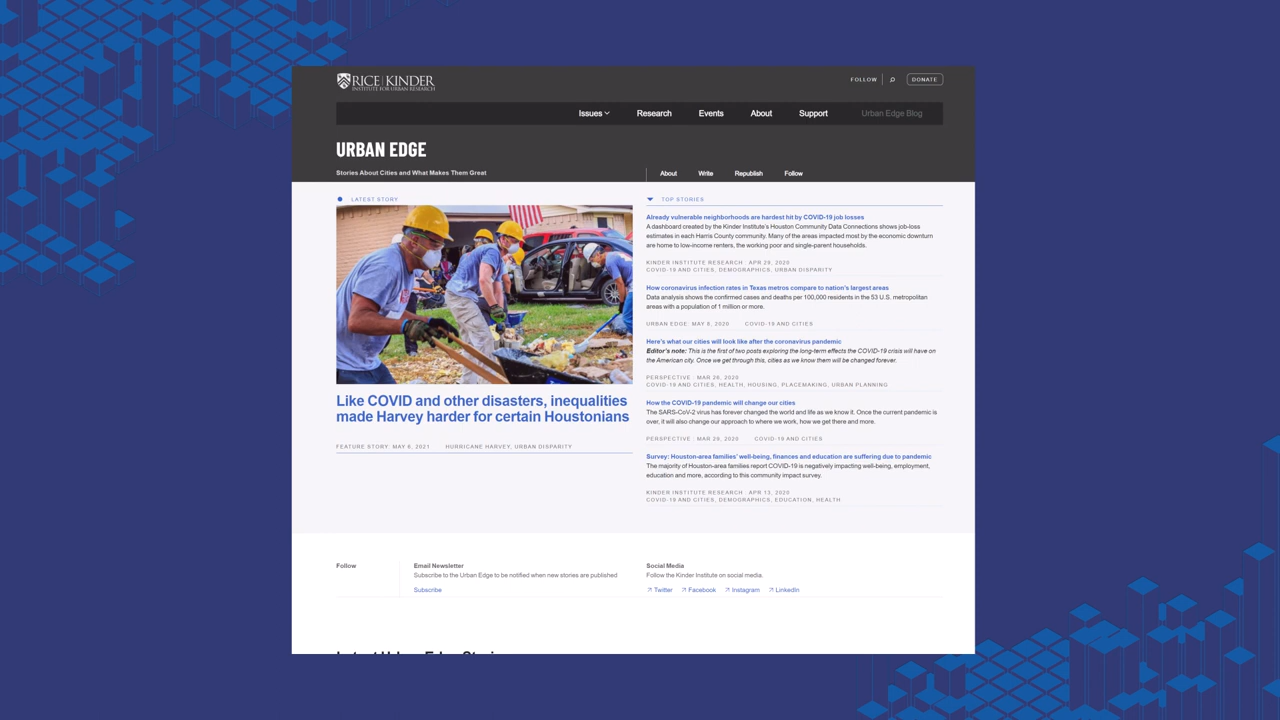 RICE | KINDER
INSTITUTE FOR URBAN RESEARCH
FOLLOW
DONATE
Issues
Research
Events
About
Support
Urban Edge Blog
URBAN EDGE
Stories About Cities and What Makes Them Great
About
Write
Republish
Follow
LATEST STORY
Like COVID and other disasters, inequalities
made Harvey harder for certain Houstonians
FEATURE STORY : MAY 6, 2021 HURRICANE HARVEY, URBAN DISPARITY
TOP STORIES
Already vulnerable neighborhoods are hardest hit by COVID-19 job losses
A dashboard created by the Kinder Institute's Houston Community Data Connections shows job-loss
estimates in each Harris County community. Many of the areas impacted most by the economic downturn
are home to low-income renters, the working poor and single-parent households.
KINDER INSTITUTE RESEARCH : APR 29, 2020
COVID-19 AND CITIES, DEMOGRAPHICS, URBAN DISPARITY
How coronavirus infection rates in Texas metros compare to nation's largest areas
Data analysis shows the confirmed cases and deaths per 100,000 residents in the 53 U.S. metropolitan
areas with a population of 1 million or more.
URBAN EDGE : MAY 6, 2020 COVID-19 AND CITIES
Here's what our cities will look like after the coronavirus pandemic
Editor's note: This is the first of two posts exploring the long-term effects the COVID-19 crisis will have on
the American city. Once we get through this, cities as we know them will be changed forever.
PERSPECTIVE : MAR 26, 2020
COVID-19 AND CITIES, HEALTH, HOUSING, PLACEMAKING, URBAN PLANNING
How the COVID-19 pandemic will change our cities
The SARS-CoV-2 virus has forever changed the world and life as we know it. Once the current pandemic is
over, it will also change our approach to where we work, how we get there and more.
PERSPECTIVE : MAR 29, 2020 COVID-19 AND CITIES
Survey: Houston-area families' well-being, finances and education are suffering due to pandemic
The majority of Houston-area families report COVID-19 is negatively impacting well-being, employment,
education and more, according to this community impact survey.
KINDER INSTITUTE RESEARCH : APR 13, 2020
COVID-19 AND CITIES, DEMOGRAPHICS, EDUCATION, HEALTH
Follow
Email Newsletter
Subscribe to the Urban Edge to be notified when new stories are published
Subscribe
Social Media
Follow the Kinder Institute on social media.
Twitter
Facebook
Instagram
LinkedIn